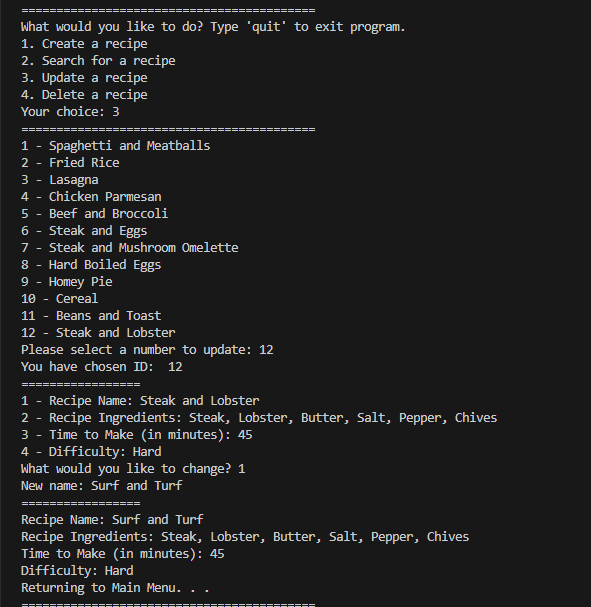 ==========================================
What would you like to do? Type 'quit' to exit program.
1. Create a recipe
2. Search for a recipe
3. Update a recipe
4. Delete a recipe
Your choice: 3
==========================================
1 - Spaghetti and Meatballs
2 - Fried Rice
3 - Lasagna
4 - Chicken Parmesan
5 - Beef and Broccoli
6 - Steak and Eggs
7 - Steak and Mushroom Omelette
8 - Hard Boiled Eggs
9 - Homey Pie
10 - Cereal
11 - Beans and Toast
12 - Steak and Lobster
Please select a number to update: 12
You have chosen ID:  12
=================
1 - Recipe Name: Steak and Lobster
2 - Recipe Ingredients: Steak, Lobster, Butter, Salt, Pepper, Chives
3 - Time to Make (in minutes): 45
4 - Difficulty: Hard
What would you like to change? 1
New name: Surf and Turf
=================
Recipe Name: Surf and Turf
Recipe Ingredients: Steak, Lobster, Butter, Salt, Pepper, Chives
Time to Make (in minutes): 45
Difficulty: Hard
Returning to Main Menu. . .
==========================================